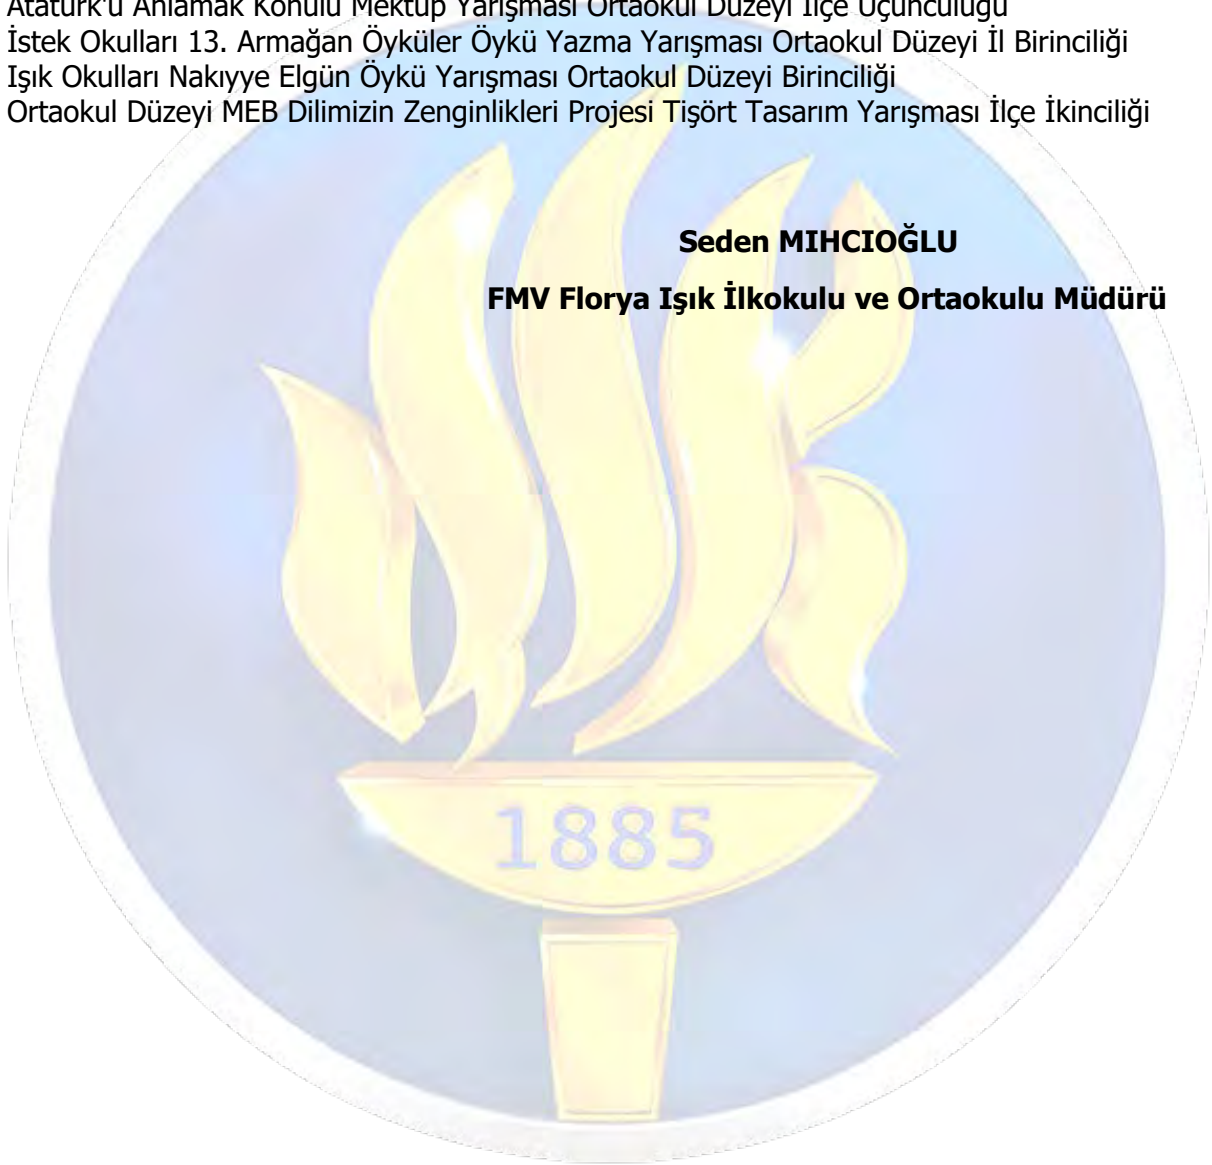 Atatürk'ü Anlamak Konulu Mektup Yarışması Ortaokul Düzeyi İlçe Üçüncülüğü
İstek Okulları 13. Armağan Öyküler Öykü Yazma Yarışması Ortaokul Düzeyi İl Birinciliği
Işık Okulları Nakıyye Elgün Öykü Yarışması Ortaokul Düzeyi Birinciliği
Ortaokul Düzeyi MEB Dilimizin Zenginlikleri Projesi Tişört Tasarım Yarışması İlçe İkinciliği
Seden MIHCIOĞLU
FMV Florya Işık İlkokulu ve Ortaokulu Müdürü
1885